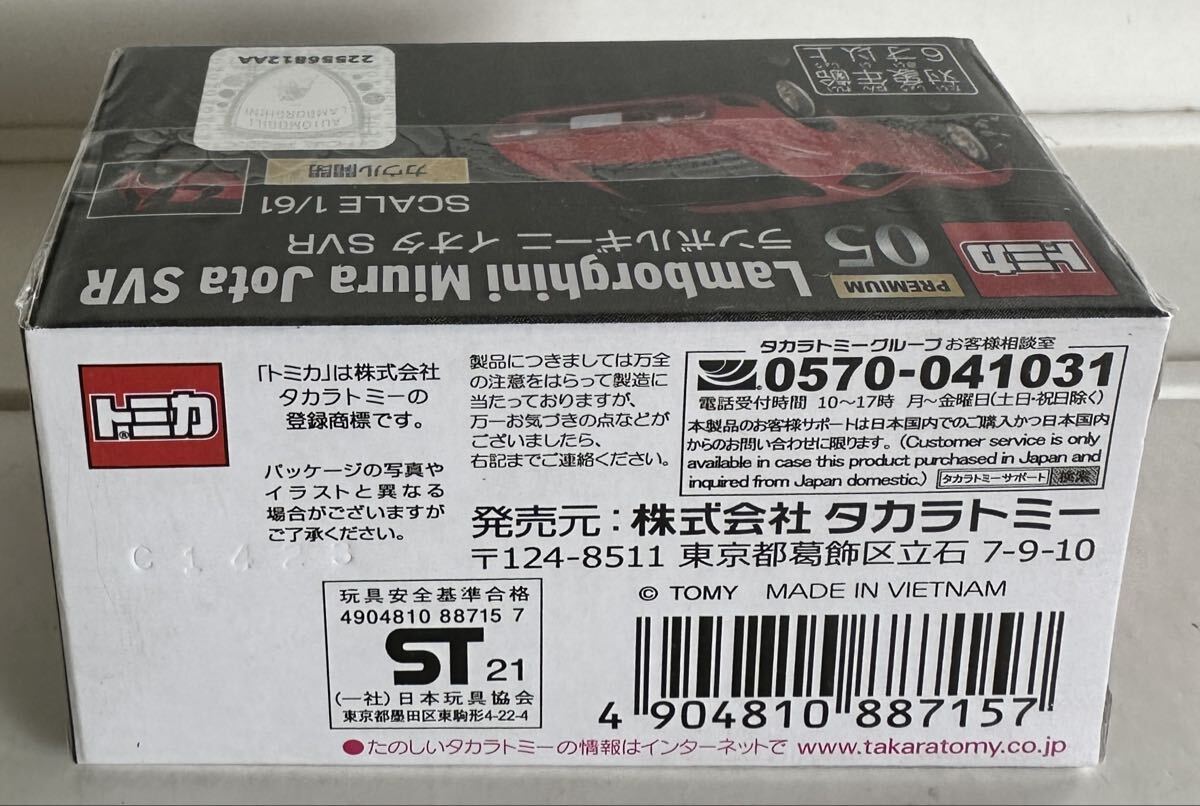 対象年齢
6才以上
22556812AA
AUTOMOBILI
LAMBORGHINI
カウル開閉
SCALE 1/61
トミカ
PREMIUM
05
ランボルギーニ イオタ SVR
Lamborghini Miura Jota SVR
トミカ
®
「トミカ」は株式会社
タカラトミーの
登録商標です。
パッケージの写真や
イラストと異なる
場合がございますが
ご了承ください。
C1423
製品につきましては万全
の注意をはらって製造に
当たっておりますが、
万一お気づきの点などが
ございましたら、
右記までご連絡ください。
タカラトミーグループ お客様相談室
0570-041031
電話受付時間 10〜17時 月〜金曜日(土日・祝日除く)
本製品のお客様サポートは日本国内でのご購入かつ日本国内
からのお問い合わせに限ります。(Customer service is only
available in case this product purchased in Japan and
inquired from Japan domestic.) タカラトミーサポート 検索
発売元:株式会社 タカラトミー
〒124-8511 東京都葛飾区立石 7-9-10
© TOMY MADE IN VIETNAM
玩具安全基準合格
4904810 88715 7
ST 21
(一社)日本玩具協会
東京都墨田区東駒形4-22-4
4 904810 887157
●たのしいタカラトミーの情報はインターネットで www.takaratomy.co.jp